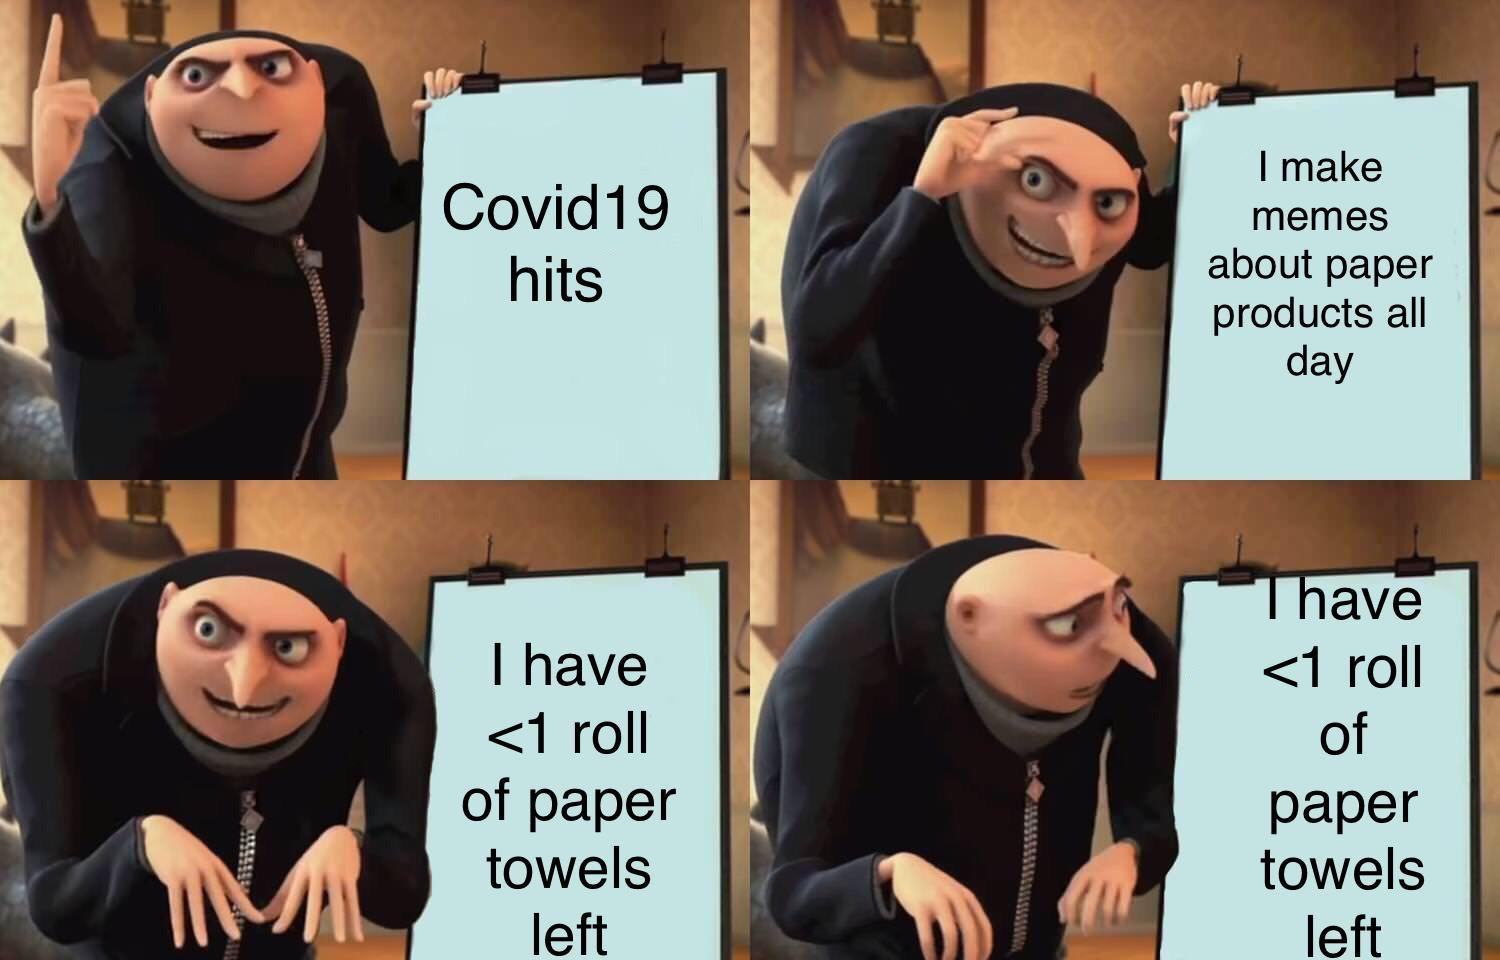 Covid19
hits
I make
memes
about paper
products all
day
I have
<1 roll
of paper
towels
left
I have
<1 roll
of
paper
towels
left